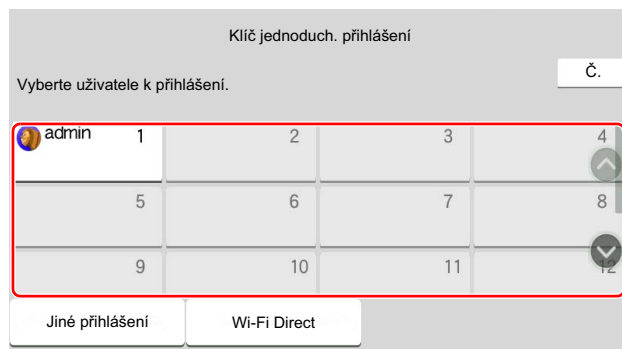 Klíč jednoduch. přihlášení
Č.
Vyberte uživatele k přihlášení.
admin 1 2 3 4
5 6 7 8
9 10 11 12
Jiné přihlášení Wi-Fi Direct